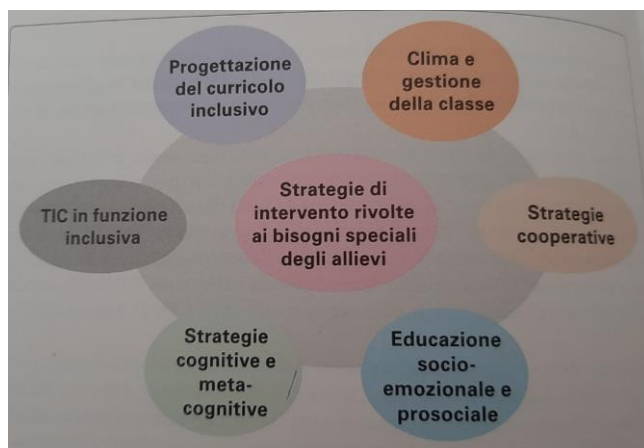 Progettazione
del curricolo
inclusivo
Clima e
gestione
della classe
TIC in funzione
inclusiva
Strategie di
intervento rivolte
ai bisogni speciali
degli allievi
Strategie
cooperative
Strategie
cognitive e
meta-
cognitive
Educazione
socio-
emozionale e
prosociale